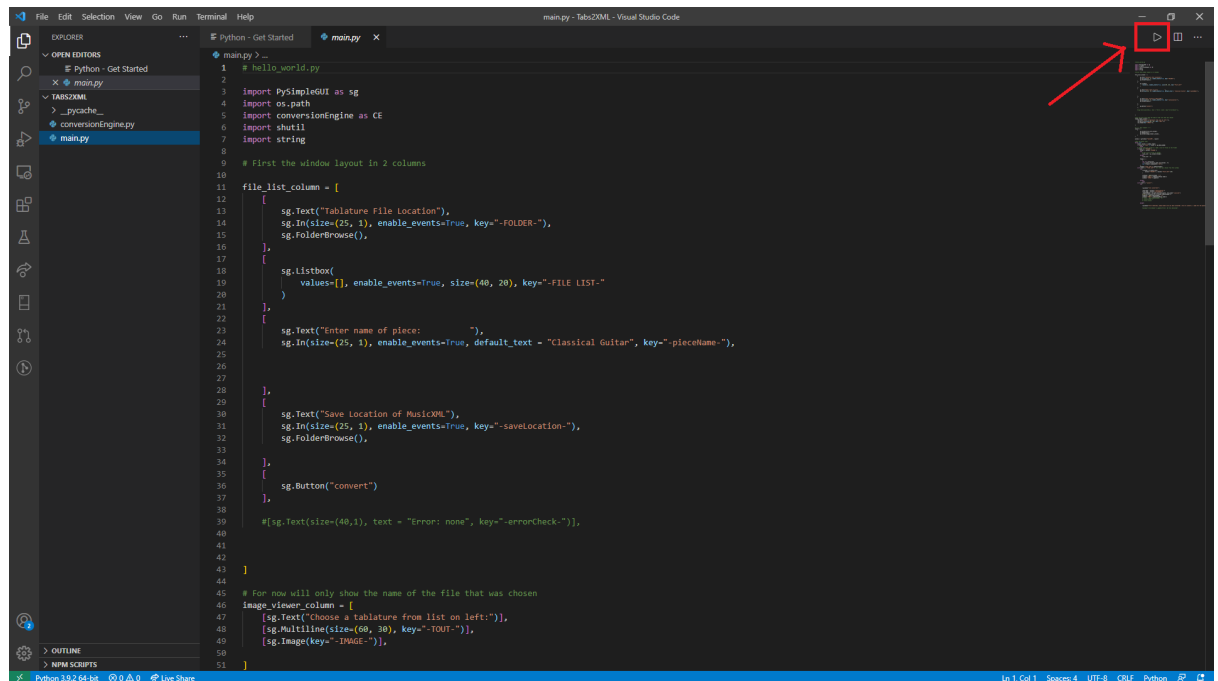 File Edit Selection View Go Run Terminal Help
main.py - Tabs2XML - Visual Studio Code
EXPLORER
OPEN EDITORS
Python - Get Started
main.py
TABS2XML
__pycache__
conversionEngine.py
main.py
OUTLINE
NPM SCRIPTS
Python - Get Started main.py
main.py > ...
1 # hello_world.py
2
3 import PySimpleGUI as sg
4 import os.path
5 import conversionEngine as CE
6 import shutil
7 import string
8
9 # First the window layout in 2 columns
10
11 file_list_column = [
12 [
13 sg.Text("Tablature File Location"),
14 sg.In(size=(25, 1), enable_events=True, key="-FOLDER-"),
15 sg.FolderBrowse(),
16 ],
17 [
18 sg.Listbox(
19 values=[], enable_events=True, size=(40, 20), key="-FILE LIST-"
20 )
21 ],
22 [
23 sg.Text("Enter name of piece: "),
24 sg.In(size=(25, 1), enable_events=True, default_text = "Classical Guitar", key="-pieceName-"),
25
26
27
28 ],
29 [
30 sg.Text("Save Location of MusicXML"),
31 sg.In(size=(25, 1), enable_events=True, key="-saveLocation-"),
32 sg.FolderBrowse(),
33
34 ],
35 [
36 sg.Button("convert")
37 ],
38
39 #[sg.Text(size=(40,1), text = "Error: none", key="-errorCheck-")],
40
41
42
43 ]
44
45 # For now will only show the name of the file that was chosen
46 image_viewer_column = [
47 [sg.Text("Choose a tablature from list on left:")],
48 [sg.Multiline(size=(60, 30), key="-TOUT-")],
49 [sg.Image(key="-IMAGE-")],
50
51 ]
2
Python 3.9.2 64-bit 0 0 0 Live Share
Ln 1, Col 1 Spaces: 4 UTF-8 CRLF Python